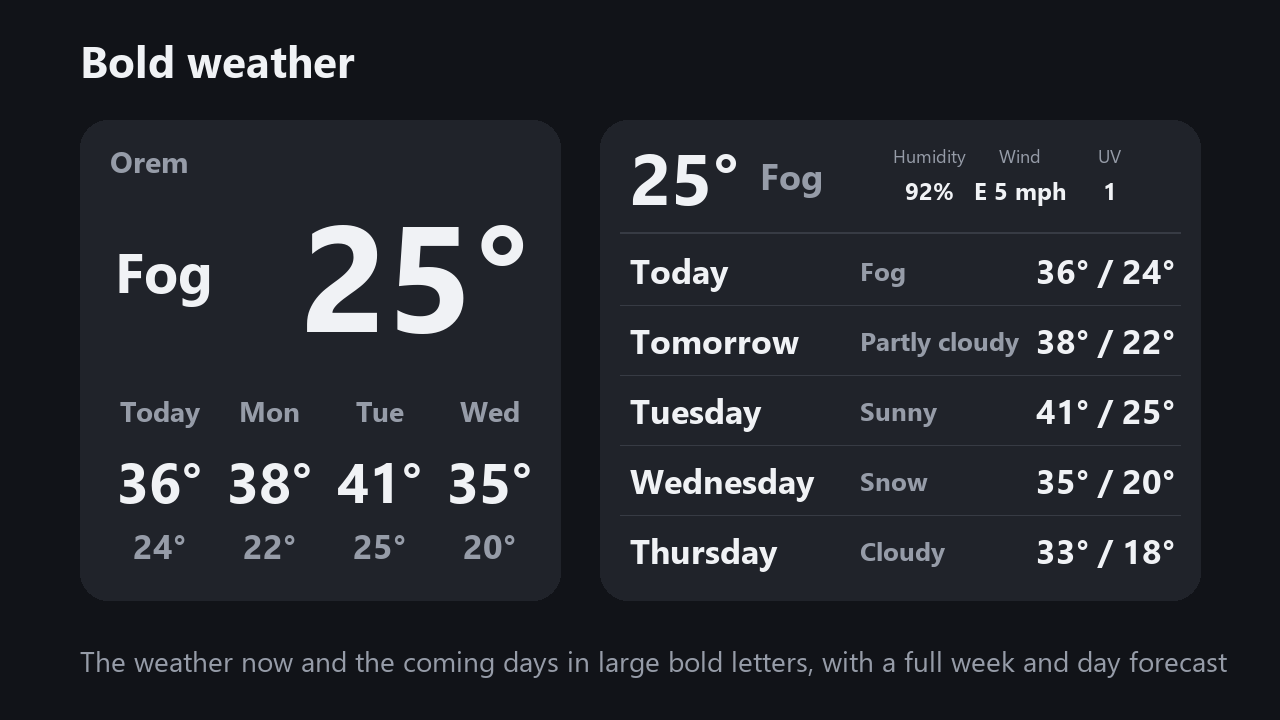 Bold weather
Orem
Fog 25°
Today Mon Tue Wed
36° 38° 41° 35°
24° 22° 25° 20°
25° Fog
Humidity Wind UV
92% E 5 mph 1
Today Fog 36° / 24°
Tomorrow Partly cloudy 38° / 22°
Tuesday Sunny 41° / 25°
Wednesday Snow 35° / 20°
Thursday Cloudy 33° / 18°
The weather now and the coming days in large bold letters, with a full week and day forecast